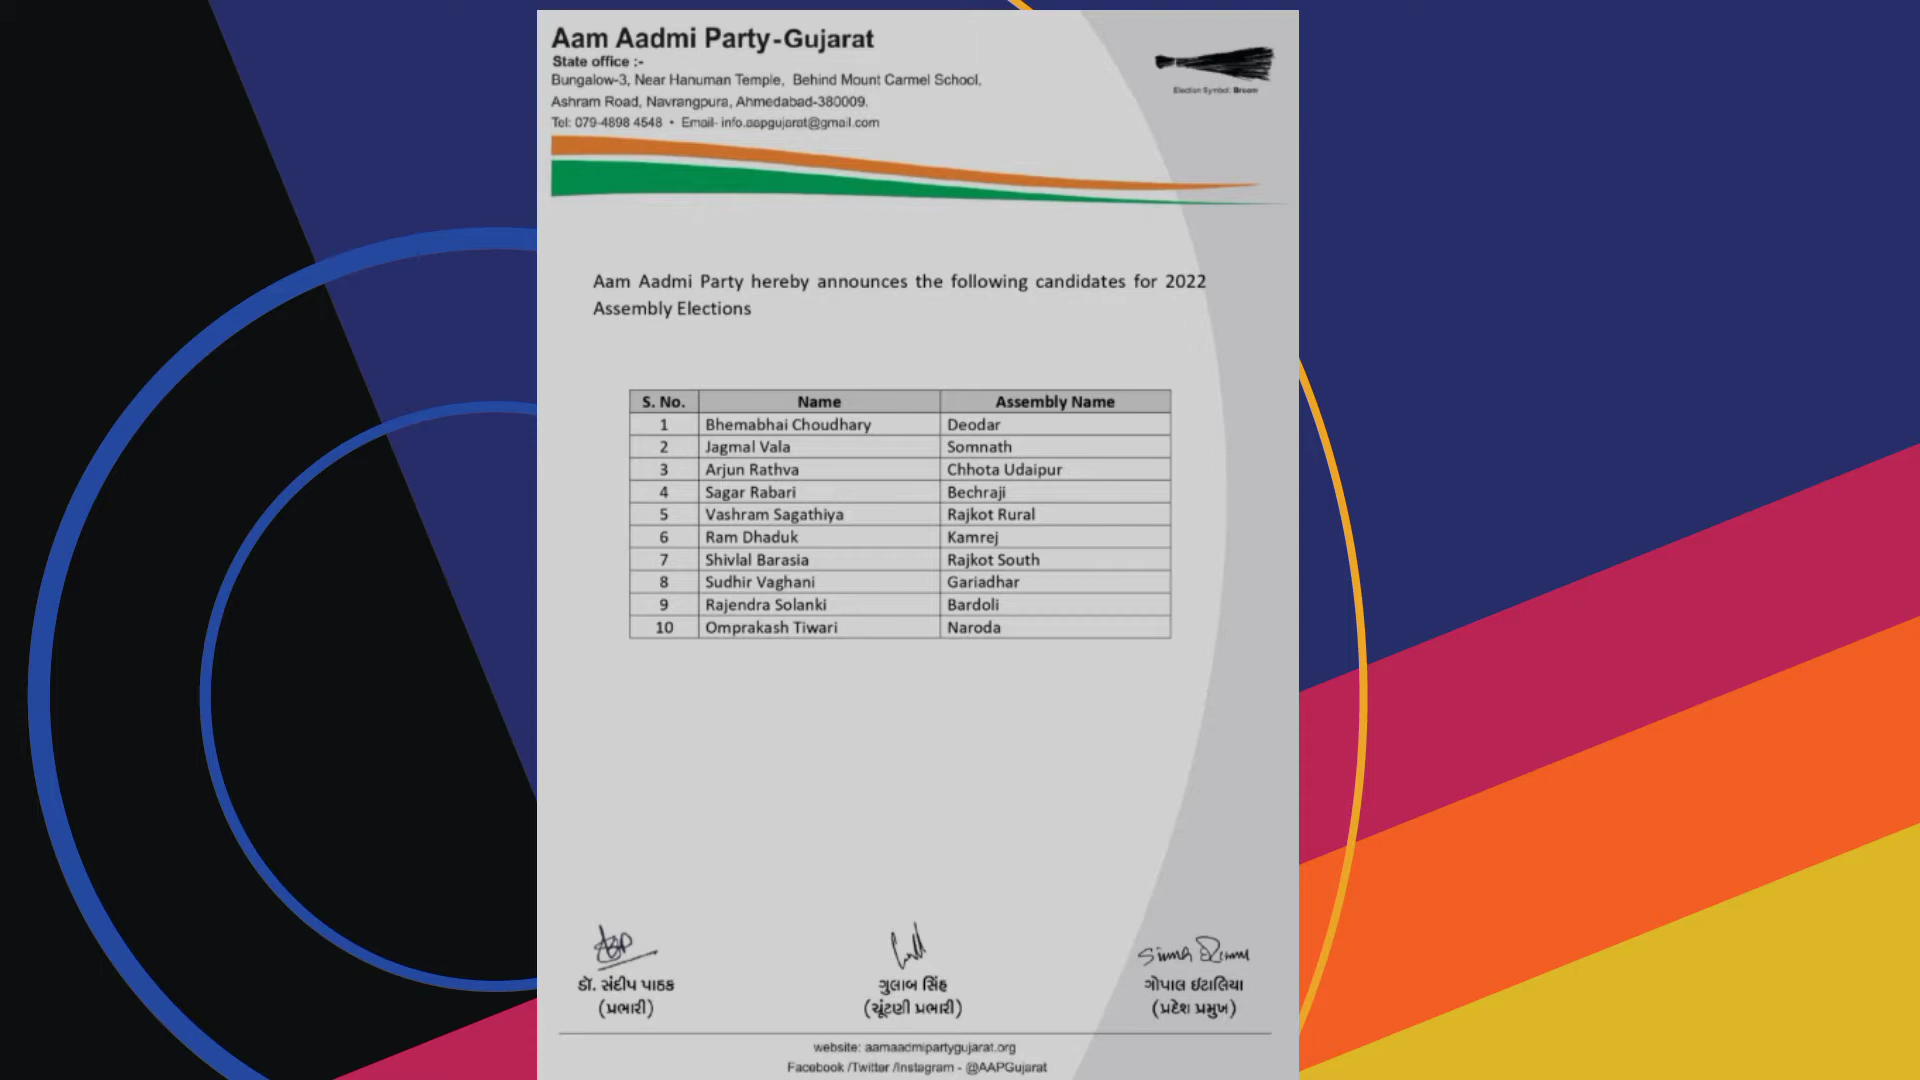 Aam Aadmi Party-Gujarat
State office :-
Bungalow-3, Near Hanuman Temple, Behind Mount Carmel School,
Ashram Road, Navrangpura, Ahmedabad-380009.
Tel: 079-4898 4548 • Email- info.aapgujarat@gmail.com
Election Symbol: Broom
Aam Aadmi Party hereby announces the following candidates for 2022
Assembly Elections
S. No. Name Assembly Name
1 Bhemabhai Choudhary Deodar
2 Jagmal Vala Somnath
3 Arjun Rathva Chhota Udaipur
4 Sagar Rabari Bechraji
5 Vashram Sagathiya Rajkot Rural
6 Ram Dhaduk Kamrej
7 Shivlal Barasia Rajkot South
8 Sudhir Vaghani Gariadhar
9 Rajendra Solanki Bardoli
10 Omprakash Tiwari Naroda
ડૉ. સંદીપ પાઠક ગુલાબ સિંહ ગોપાલ ઇટાલિયા
(પ્રભારી) (ચૂંટણી પ્રભારી) (પ્રદેશ પ્રમુખ)
website: aamaadmipartygujarat.org
Facebook /Twitter /Instagram - @AAPGujarat